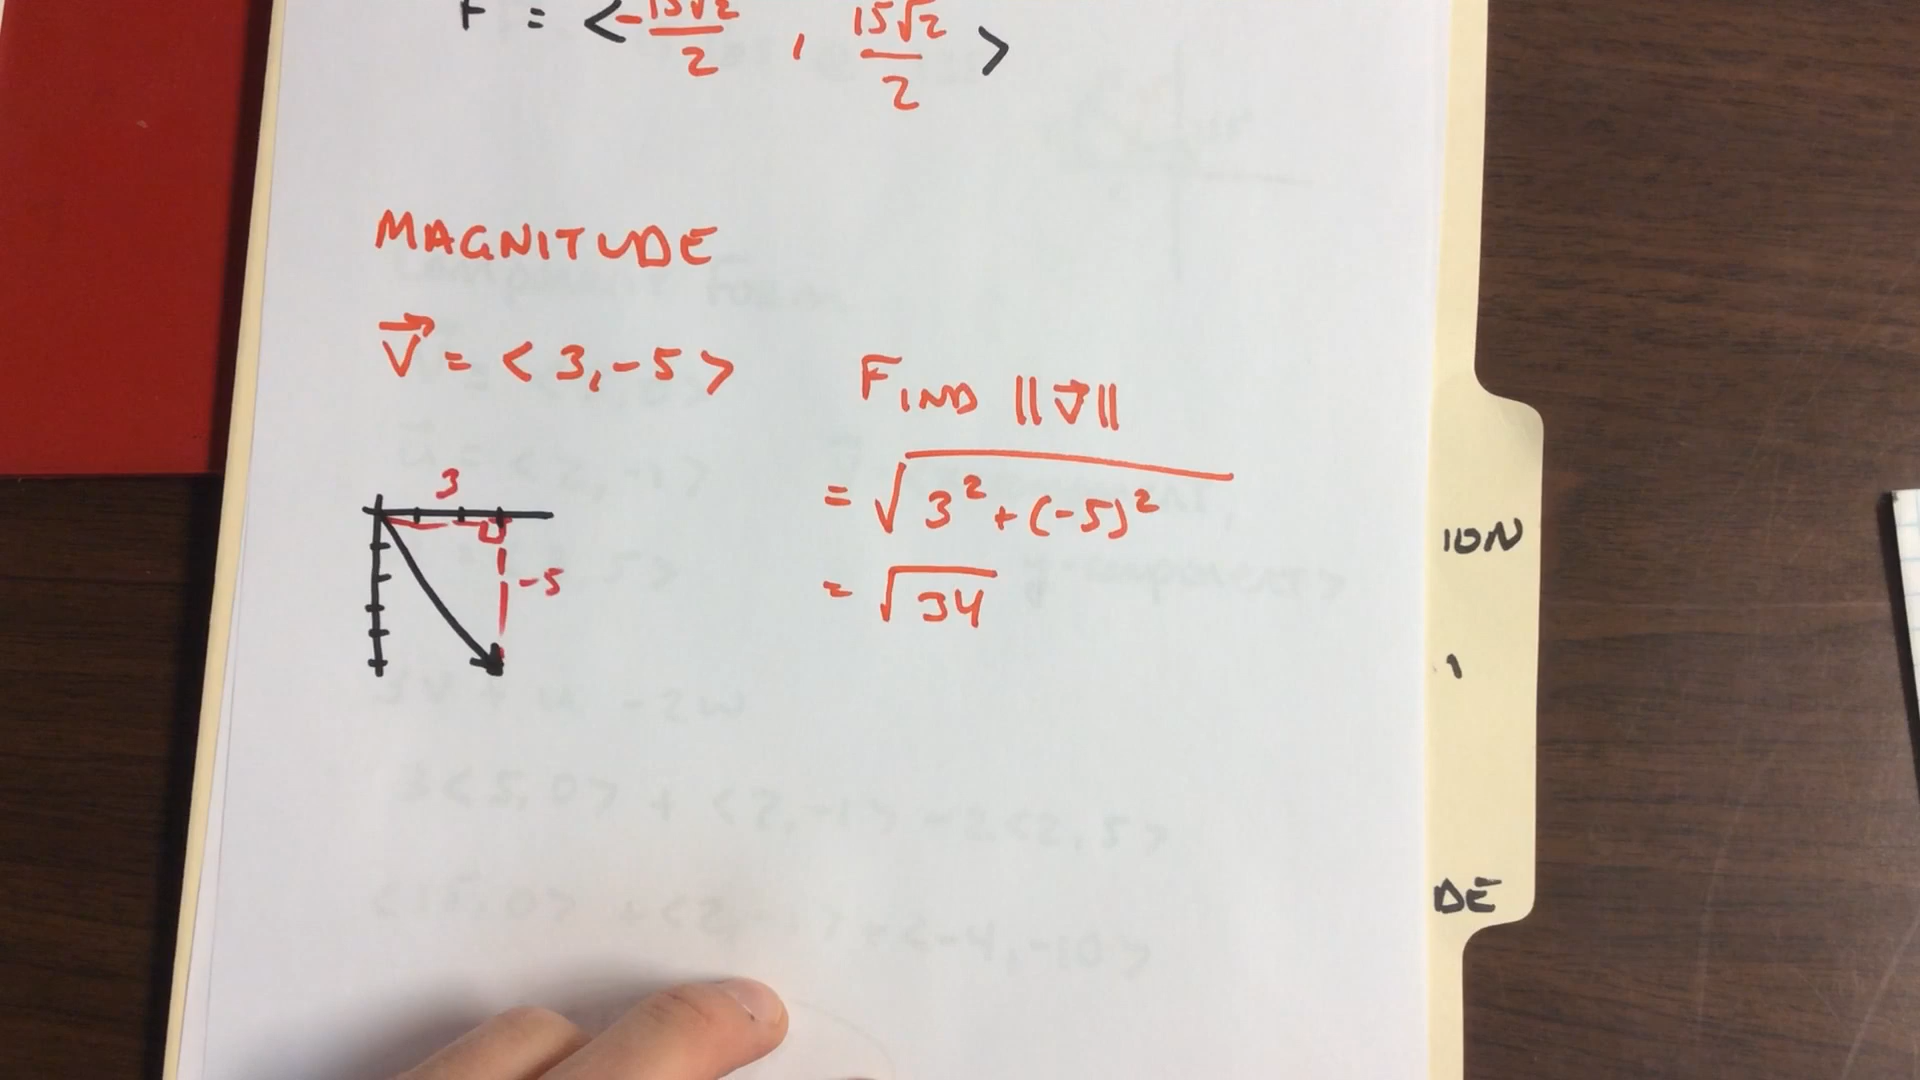 F = <-15√2/2 , 15√2/2>
MAGNITUDE
V⃗ = <3,-5>
FIND ||V⃗||
= √3² + (-5)²
= √34
3
-5
ION
DE